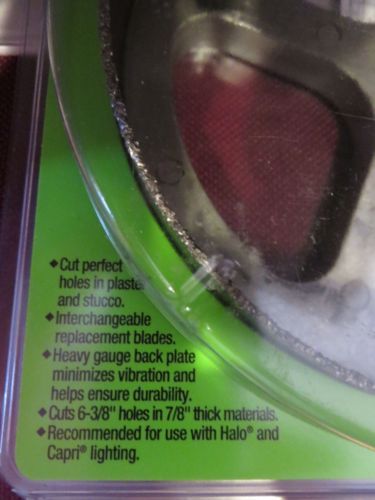 ◆Cut perfect
holes in plaster
and stucco.
◆Interchangeable
replacement blades.
◆Heavy gauge back plate
minimizes vibration and
helps ensure durability.
◆Cuts 6-3/8" holes in 7/8" thick materials.
◆Recommended for use with Halo® and
Capri® lighting.